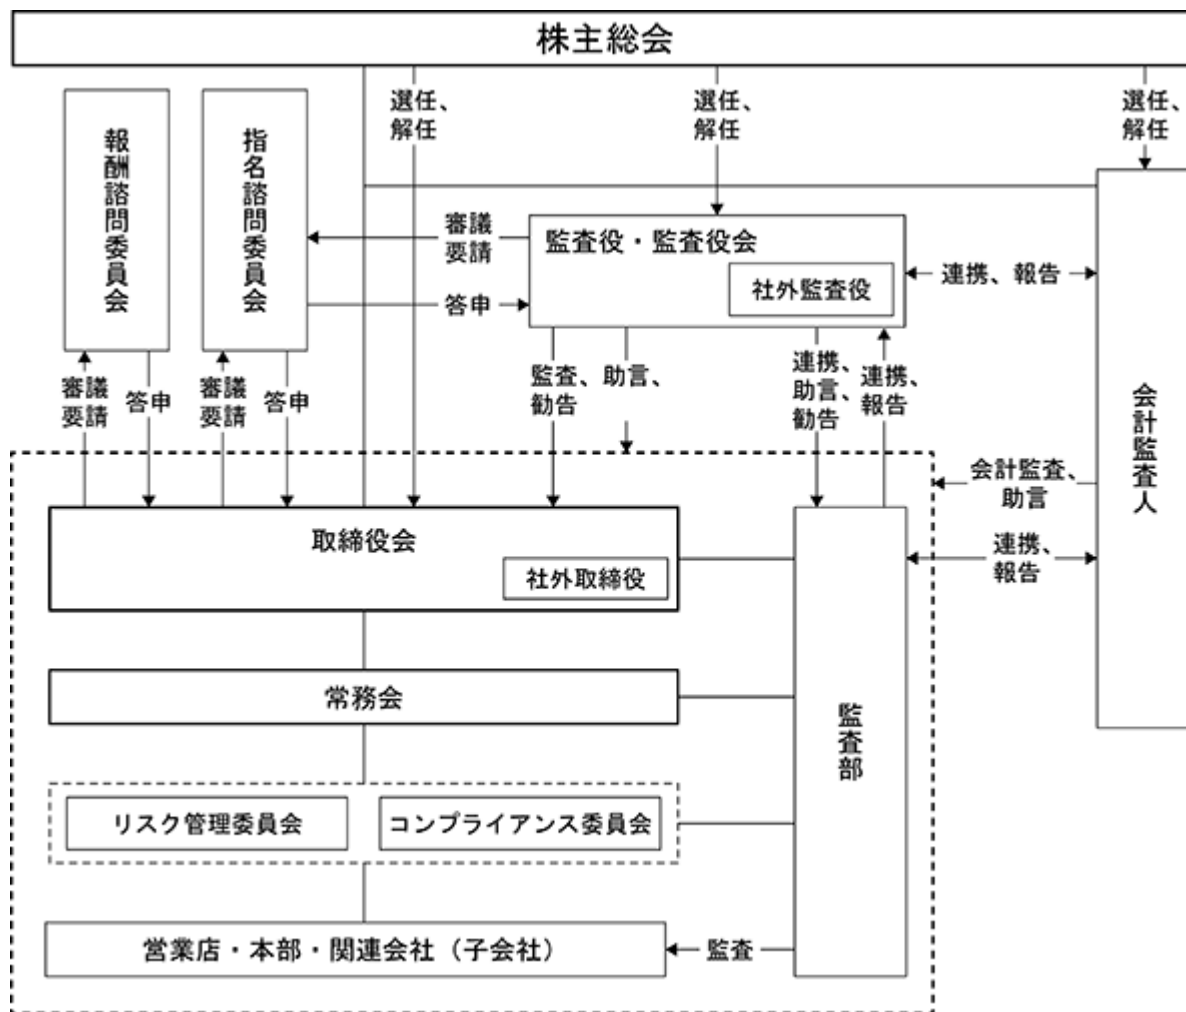 株主総会
選任、
解任
選任、
解任
選任、
解任
報酬諮問委員会
指名諮問委員会
審議
要請
答申
監査役・監査役会
社外監査役
連携、報告
審議
要請
答申
審議
要請
答申
監査、
勧告
助言、
連携、
助言、
勧告
連携、
報告
会計監査人
会計監査、
助言
連携、
報告
取締役会
社外取締役
常務会
監査部
リスク管理委員会
コンプライアンス委員会
営業店・本部・関連会社（子会社）
監査